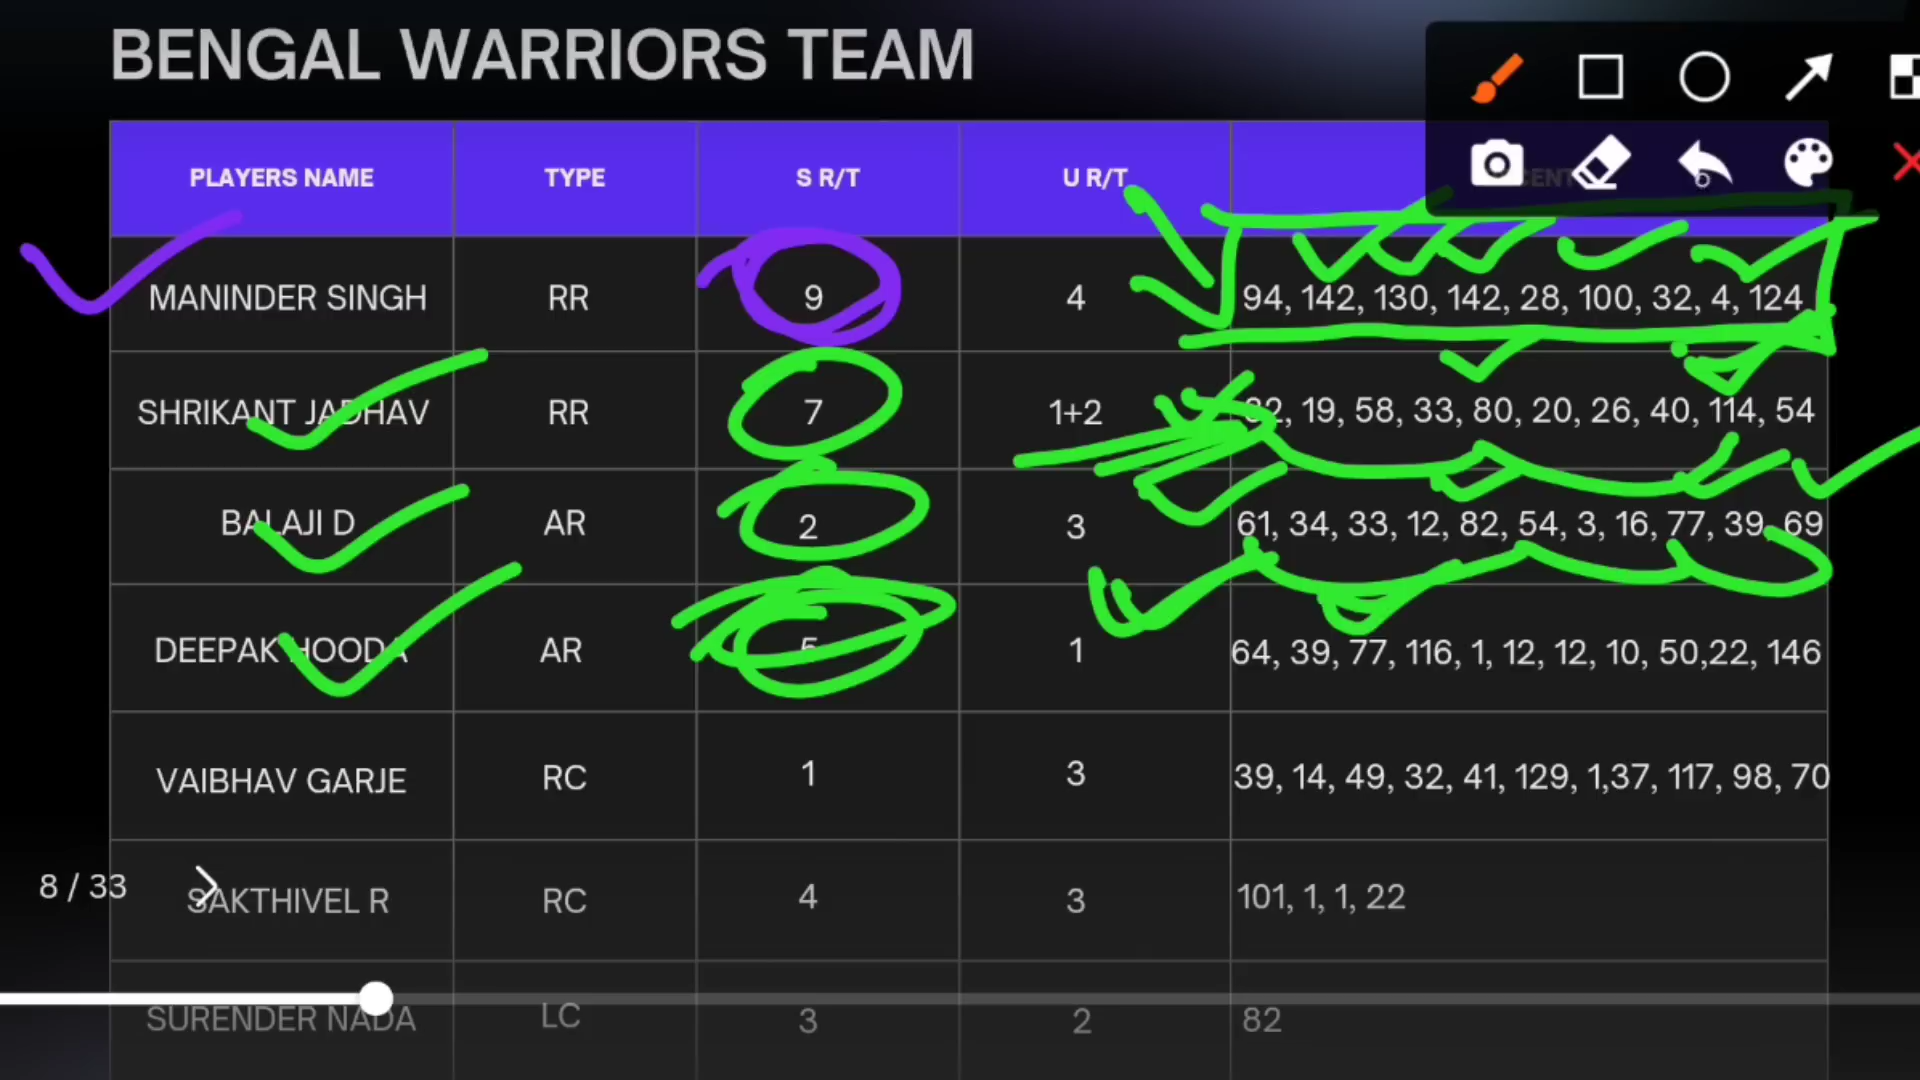 BENGAL WARRIORS TEAM
PLAYERS NAME TYPE S R/T U R/T
MANINDER SINGH RR 9 4 94, 142, 130, 142, 28, 100, 32, 4, 124
SHRIKANT JADHAV RR 7 1+2 19, 58, 33, 80, 20, 26, 40, 114, 54
BALAJI D AR 2 3 61, 34, 33, 12, 82, 54, 3, 16, 77, 39, 69
DEEPAK HOODA AR 5 1 64, 39, 77, 116, 1, 12, 12, 10, 50,22, 146
VAIBHAV GARJE RC 1 3 39, 14, 49, 32, 41, 129, 1,37, 117, 98, 70
8 / 33
SAKTHIVEL R RC 4 3 101, 1, 1, 22
SURENDER NADA LC 3 2 82